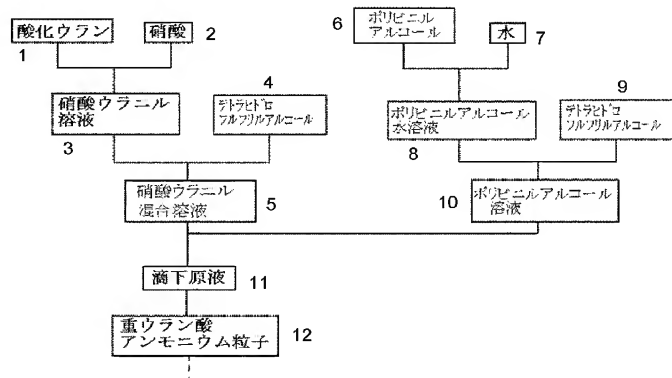 酸化ウラン
硝酸
2
1
ポリビニル
アルコール
6
水
7
硝酸ウラニル
溶液
3
4
テトラヒドロ
フルフリルアルコール
ポリビニルアルコール
水溶液
8
9
テトラヒドロ
フルフリルアルコール
硝酸ウラニル
混合溶液
5
10
ポリビニルアルコール
溶液
滴下原液
11
重ウラン酸
アンモニウム粒子
12